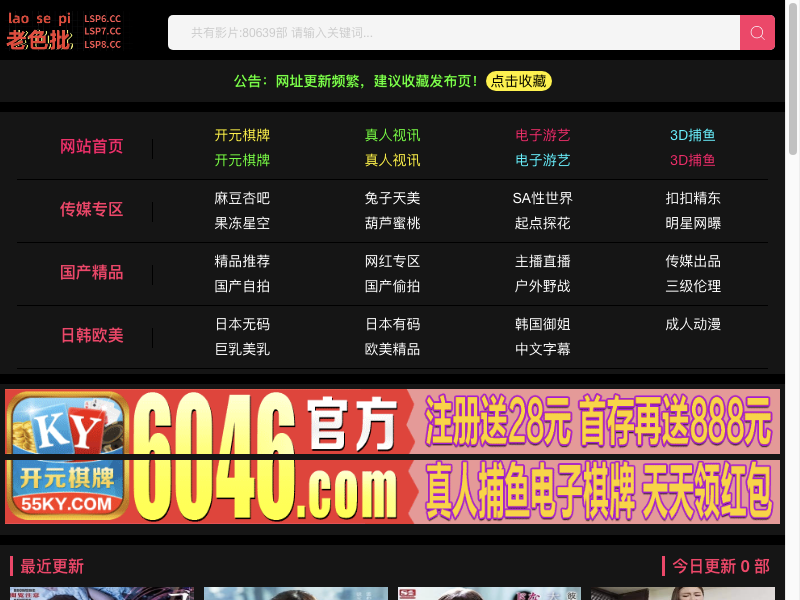 lao se pi
老色批
LSP6.CC
LSP7.CC
LSP8.CC
共有影片:80639部 请输入关键词...
公告：网址更新频繁，建议收藏发布页！ 点击收藏
网站首页
开元棋牌 真人视讯 电子游艺 3D捕鱼
开元棋牌 真人视讯 电子游艺 3D捕鱼
传媒专区
麻豆杏吧 兔子天美 SA性世界 扣扣精东
果冻星空 葫芦蜜桃 起点探花 明星网曝
国产精品
精品推荐 网红专区 主播直播 传媒出品
国产自拍 国产偷拍 户外野战 三级伦理
日韩欧美
日本无码 日本有码 韩国御姐 成人动漫
巨乳美乳 欧美精品 中文字幕
KY 6046 官方 注册送28元 首存再送888元
开元棋牌 .com 真人捕鱼电子棋牌 天天领红包
55KY.COM
最近更新 今日更新 0 部